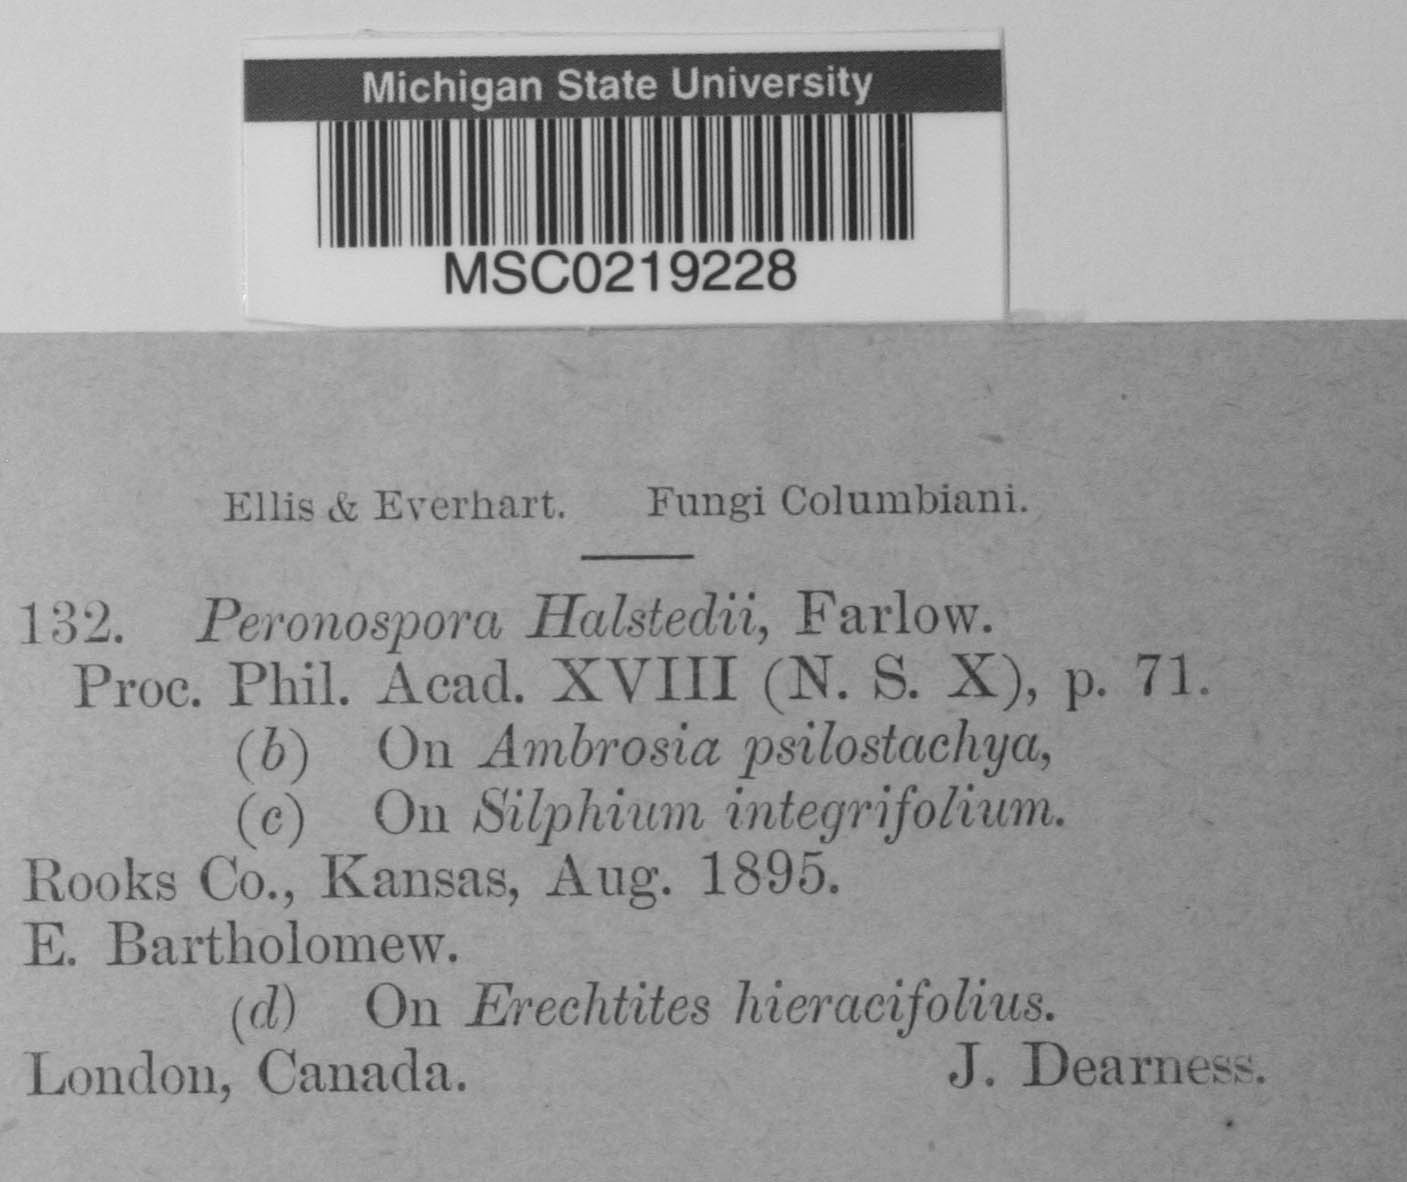 Michigan State University
MSC0219228
Ellis & Everhart. Fungi Columbiani.
132. Peronospora Halstedii, Farlow.
Proc. Phil. Acad. XVIII (N. S. X), p. 71.
(b) On Ambrosia psilostachya,
(c) On Silphium integrifolium.
Rooks Co., Kansas, Aug. 1895.
E. Bartholomew.
(d) On Erechtites hieracifolius.
London, Canada. J. Dearness.